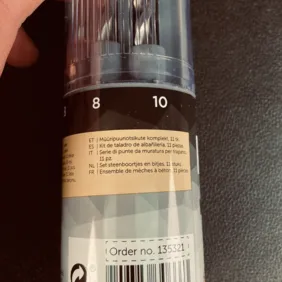 8 10
ET | Müüripuuriotsikute komplekt, 11 tk
ES | Kit de taladro de albañilería, 11 piezas
IT | Serie di punte da muratura per trapano,
11 pz.
NL | Set steenboortjes en bitjes, 11 stuks
FR | Ensemble de mèches à béton, 11 pièces
Order no. 135321